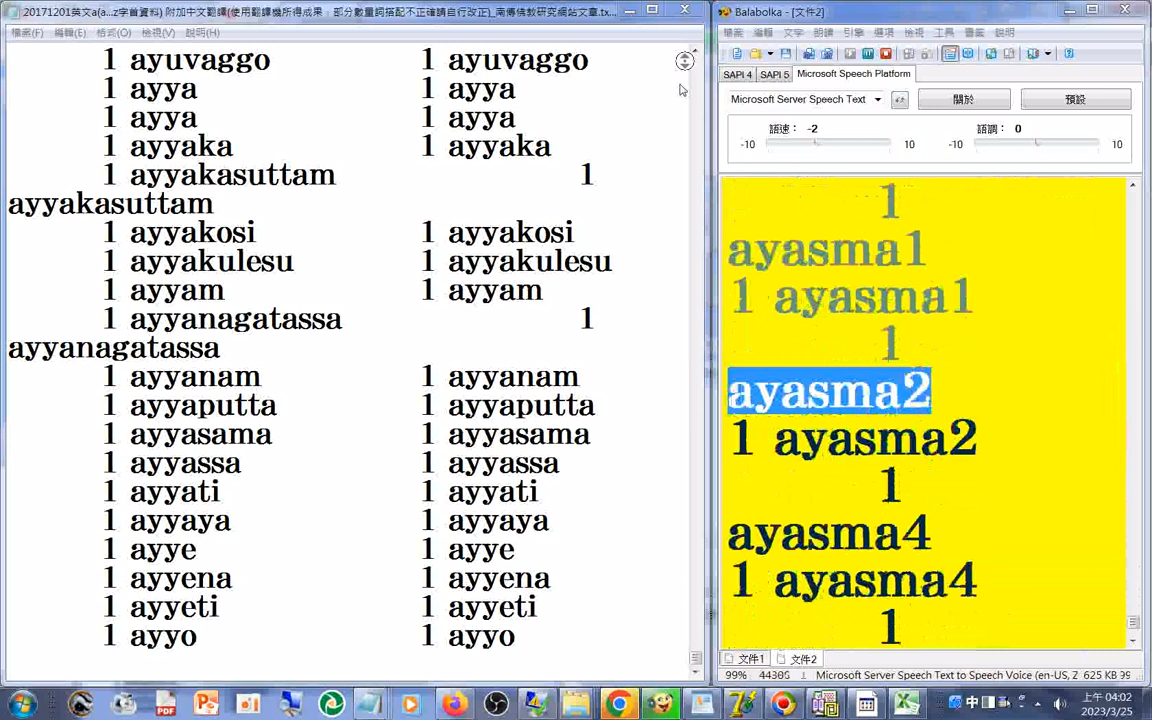 20171201英文a(a...z字首資料) 附加中文翻譯(使用翻譯機所得成果，部分數量詞搭配不正確請自行改正)_南傳佛教研究網站文章.tx...
檔案(F) 編輯(E) 格式(O) 檢視(V) 說明(H)
1 ayuvaggo 1 ayuvaggo
1 ayya 1 ayya
1 ayya 1 ayya
1 ayyaka 1 ayyaka
1 ayyakasuttam 1
ayyakasuttam
1 ayyakosi 1 ayyakosi
1 ayyakulesu 1 ayyakulesu
1 ayyam 1 ayyam
1 ayyanagatassa 1
ayyanagatassa
1 ayyanam 1 ayyanam
1 ayyaputta 1 ayyaputta
1 ayyasama 1 ayyasama
1 ayyassa 1 ayyassa
1 ayyati 1 ayyati
1 ayyaya 1 ayyaya
1 ayye 1 ayye
1 ayyena 1 ayyena
1 ayyeti 1 ayyeti
1 ayyo 1 ayyo
Balabolka - [文件2]
檔案 編輯 文字 朗讀 引擎 選項 檢視 工具 書籤 說明
SAPI 4 SAPI 5 Microsoft Speech Platform
Microsoft Server Speech Text 關於 預設
語速： -2 語調： 0
-10 10 -10 10
1
ayasma1
1 ayasma1
1
ayasma2
1 ayasma2
1
ayasma4
1 ayasma4
1
文件1 文件2
99% Microsoft Server Speech Text to Speech Voice (en-US, Z 625 KB 99
中 上午 04:02
2023/3/25